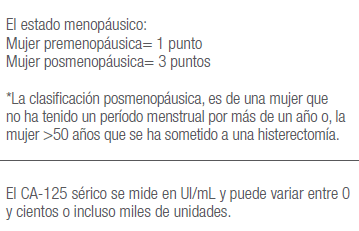 El estado menopáusico:
Mujer premenopáusica= 1 punto
Mujer posmenopáusica= 3 puntos
*La clasificación posmenopáusica, es de una mujer que
no ha tenido un período menstrual por más de un año o, la
mujer >50 años que se ha sometido a una histerectomía.
El CA-125 sérico se mide en UI/mL y puede variar entre 0
y cientos o incluso miles de unidades.